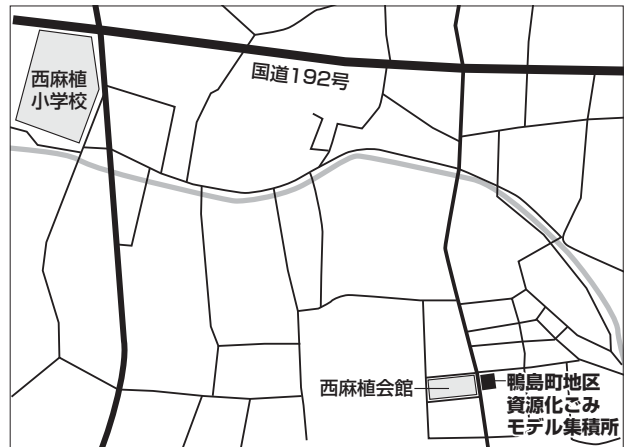 西麻植
小学校
国道192号
西麻植会館
鴨島町地区
資源化ごみ
モデル集積所